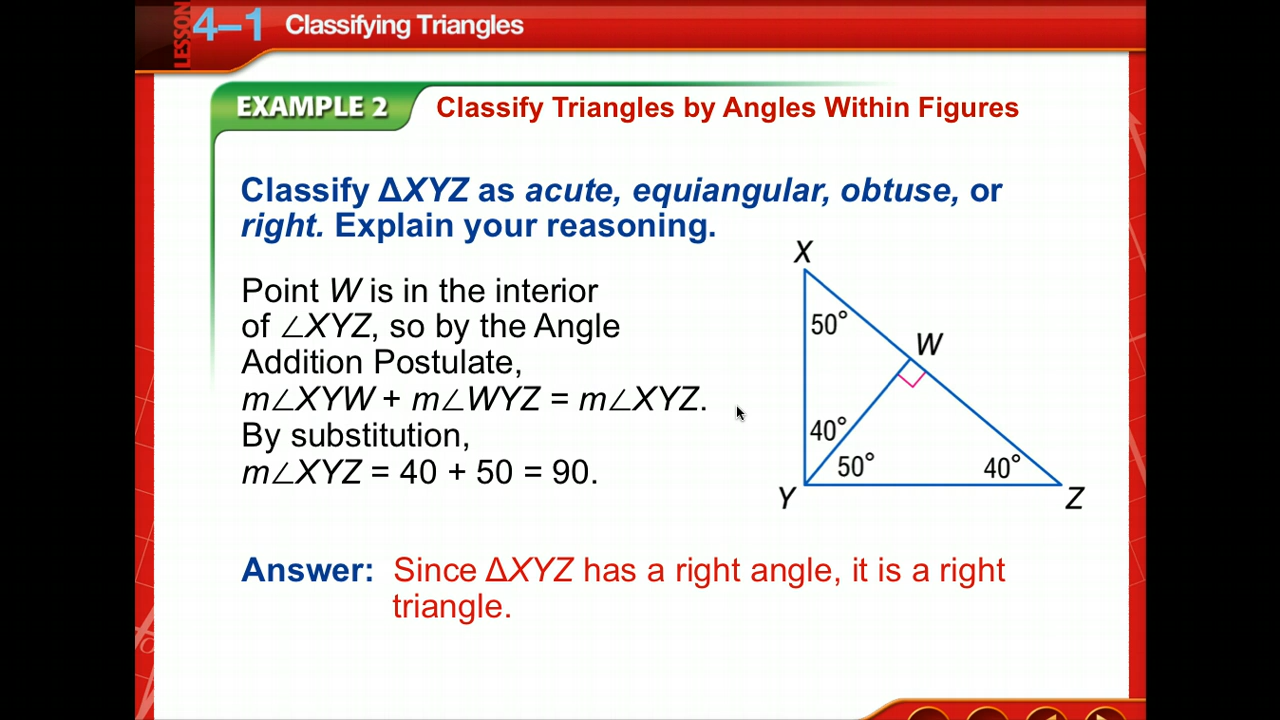 LESSON 4–1 Classifying Triangles
EXAMPLE 2 Classify Triangles by Angles Within Figures
Classify ΔXYZ as acute, equiangular, obtuse, or
right. Explain your reasoning.
Point W is in the interior
of ∠XYZ, so by the Angle
Addition Postulate,
m∠XYW + m∠WYZ = m∠XYZ.
By substitution,
m∠XYZ = 40 + 50 = 90.
X
50°
W
40°
50°
40°
Y
Z
Answer: Since ΔXYZ has a right angle, it is a right
triangle.